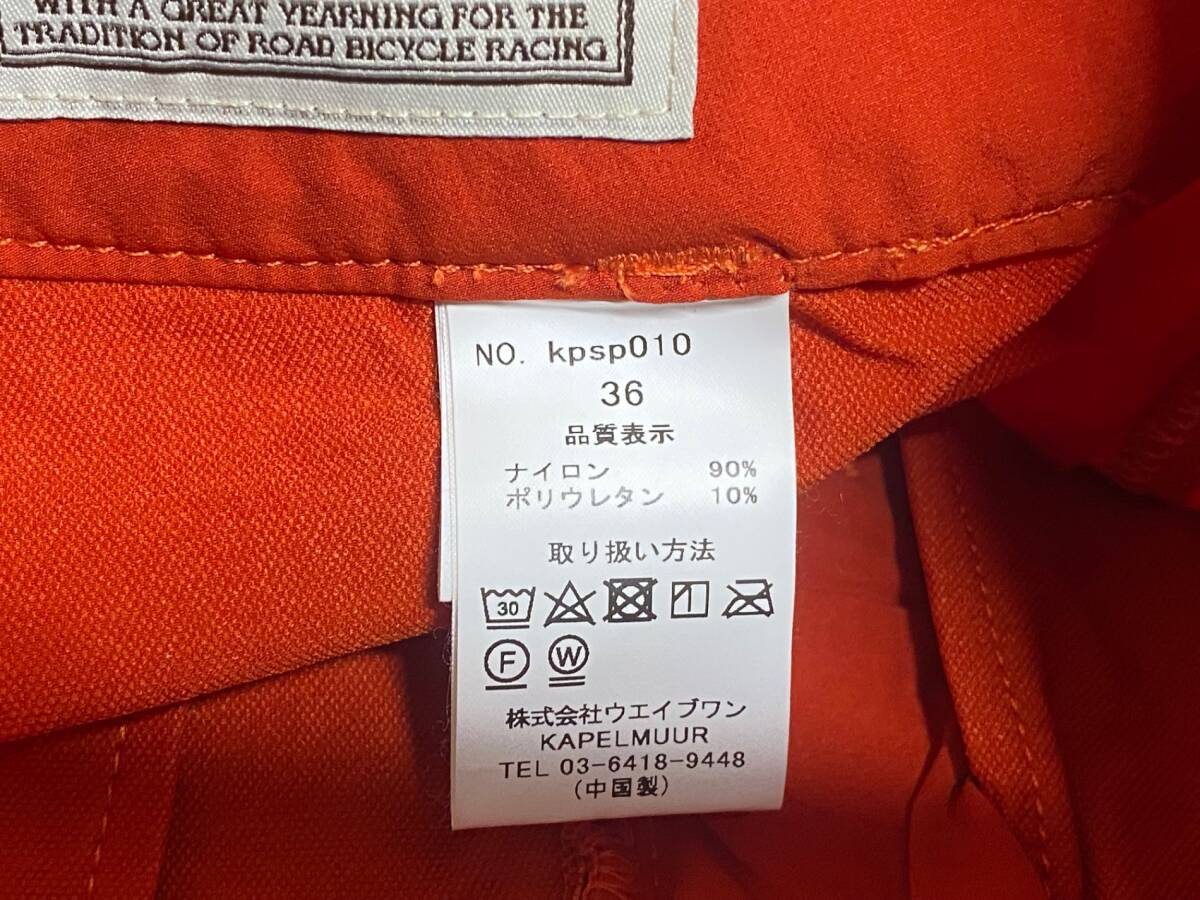 WITH A GREAT YEARNING FOR THE
TRADITION OF ROAD BICYCLE RACING
NO. kpsp010
36
品質表示
ナイロン 90%
ポリウレタン 10%
取り扱い方法
30
F W
株式会社ウエイブワン
KAPELMUUR
TEL 03-6418-9448
(中国製)